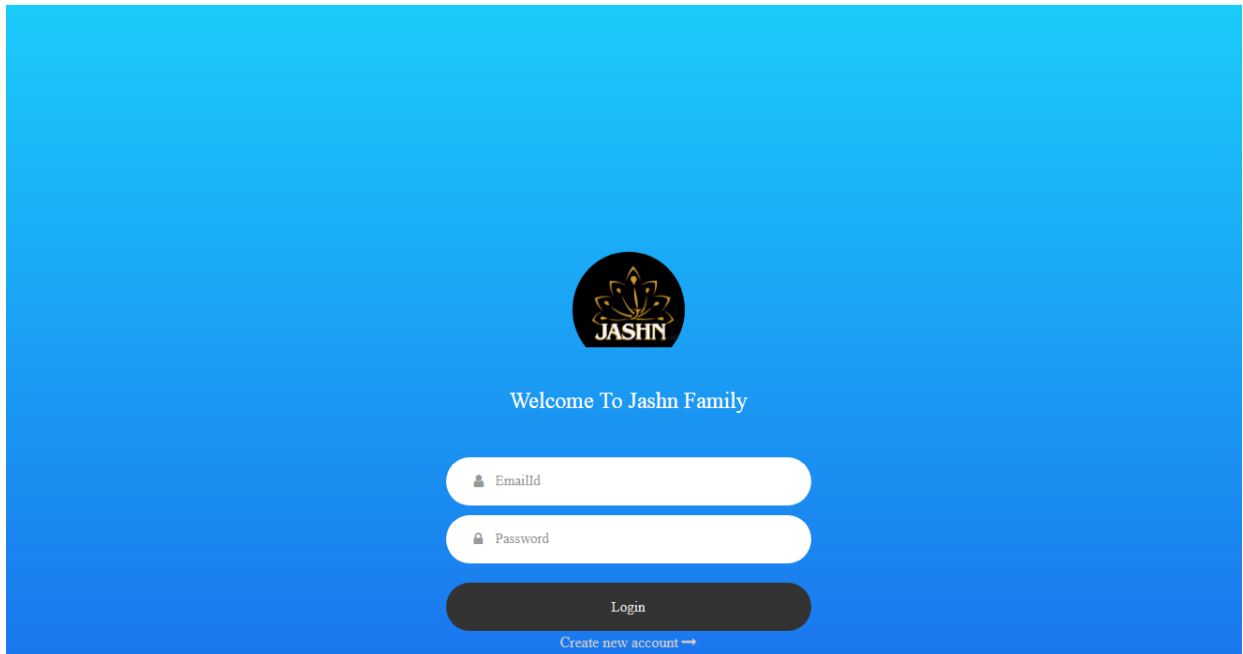 JASHN
Welcome To Jashn Family
EmailId
Password
Login
Create new account